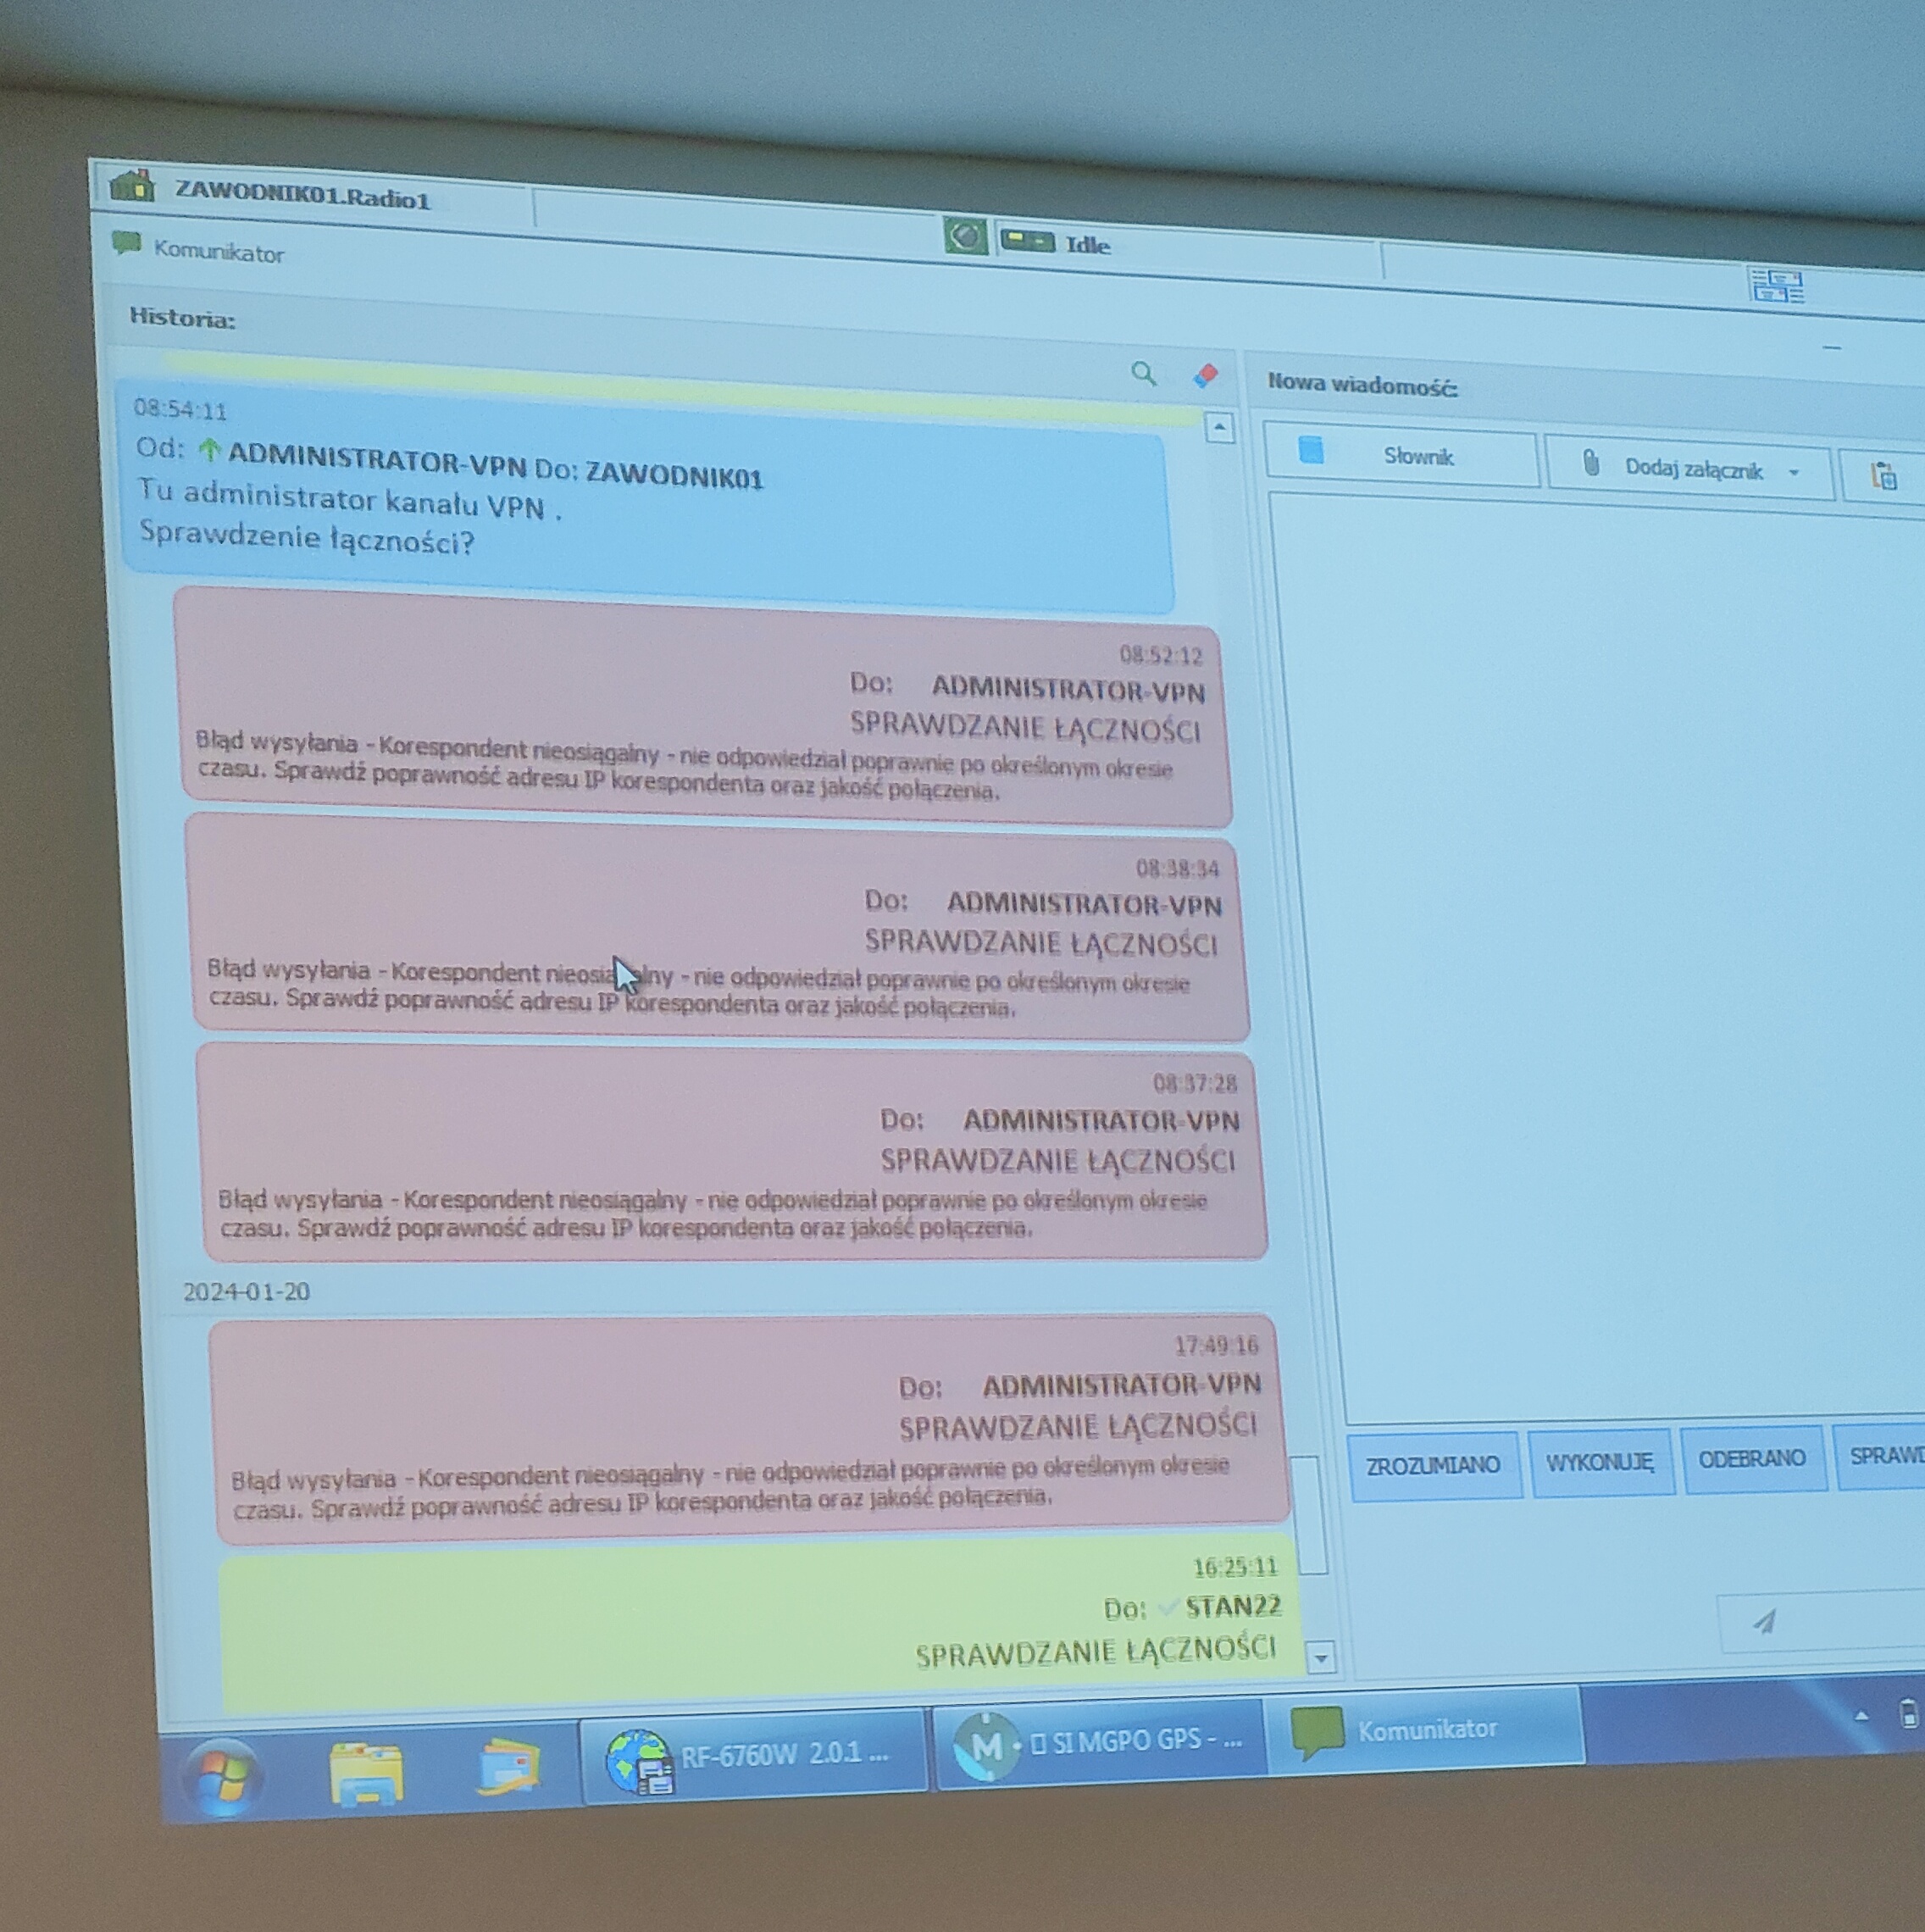 ZAWODNIK01.Radio1
Idle
Komunikator
Historia:
08:54:11
Od: ADMINISTRATOR-VPN Do: ZAWODNIK01
Tu administrator kanału VPN .
Sprawdzenie łączności?
08:52:12
Do: ADMINISTRATOR-VPN
SPRAWDZANIE ŁĄCZNOŚCI
Błąd wysyłania - Korespondent nieosiągalny - nie odpowiedział poprawnie po określonym okresie
czasu. Sprawdź poprawność adresu IP korespondenta oraz jakość połączenia.
08:38:34
Do: ADMINISTRATOR-VPN
SPRAWDZANIE ŁĄCZNOŚCI
Błąd wysyłania - Korespondent nieosiągalny - nie odpowiedział poprawnie po określonym okresie
czasu. Sprawdź poprawność adresu IP korespondenta oraz jakość połączenia.
08:37:28
Do: ADMINISTRATOR-VPN
SPRAWDZANIE ŁĄCZNOŚCI
Błąd wysyłania - Korespondent nieosiągalny - nie odpowiedział poprawnie po określonym okresie
czasu. Sprawdź poprawność adresu IP korespondenta oraz jakość połączenia.
2024-01-20
17:49:16
Do: ADMINISTRATOR-VPN
SPRAWDZANIE ŁĄCZNOŚCI
Błąd wysyłania - Korespondent nieosiągalny - nie odpowiedział poprawnie po określonym okresie
czasu. Sprawdź poprawność adresu IP korespondenta oraz jakość połączenia.
16:25:11
Do: STAN22
SPRAWDZANIE ŁĄCZNOŚCI
Nowa wiadomość:
Słownik
Dodaj załącznik
ZROZUMIANO
WYKONUJĘ
ODEBRANO
SPRAWD
RF-6760W 2.0.1 ...
M
SI MGPO GPS - ...
Komunikator